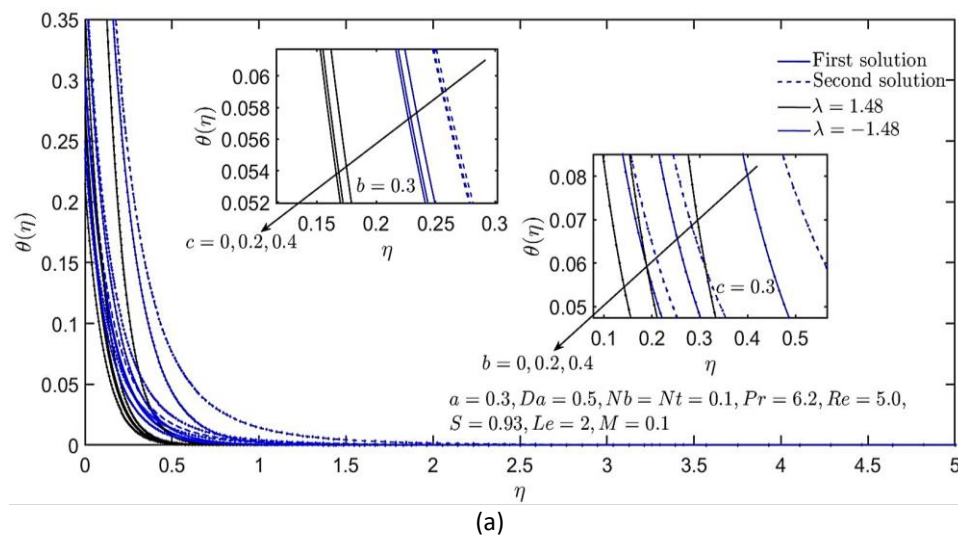 0.35
0.3
0.25
0.2
0.15
0.1
0.05
0
θ(η)
0 0.5 1 1.5 2 2.5 3 3.5 4 4.5 5
η
First solution
Second solution
λ = 1.48
λ = −1.48
0.06
0.058
0.056
0.054
0.052
θ(η)
b = 0.3
0.15 0.2 0.25 0.3
η
c = 0, 0.2, 0.4
0.08
0.07
0.06
0.05
θ(η)
c = 0.3
0.1 0.2 0.3 0.4 0.5
η
b = 0, 0.2, 0.4
a = 0.3, Da = 0.5, Nb = Nt = 0.1, Pr = 6.2, Re = 5.0,
S = 0.93, Le = 2, M = 0.1
(a)